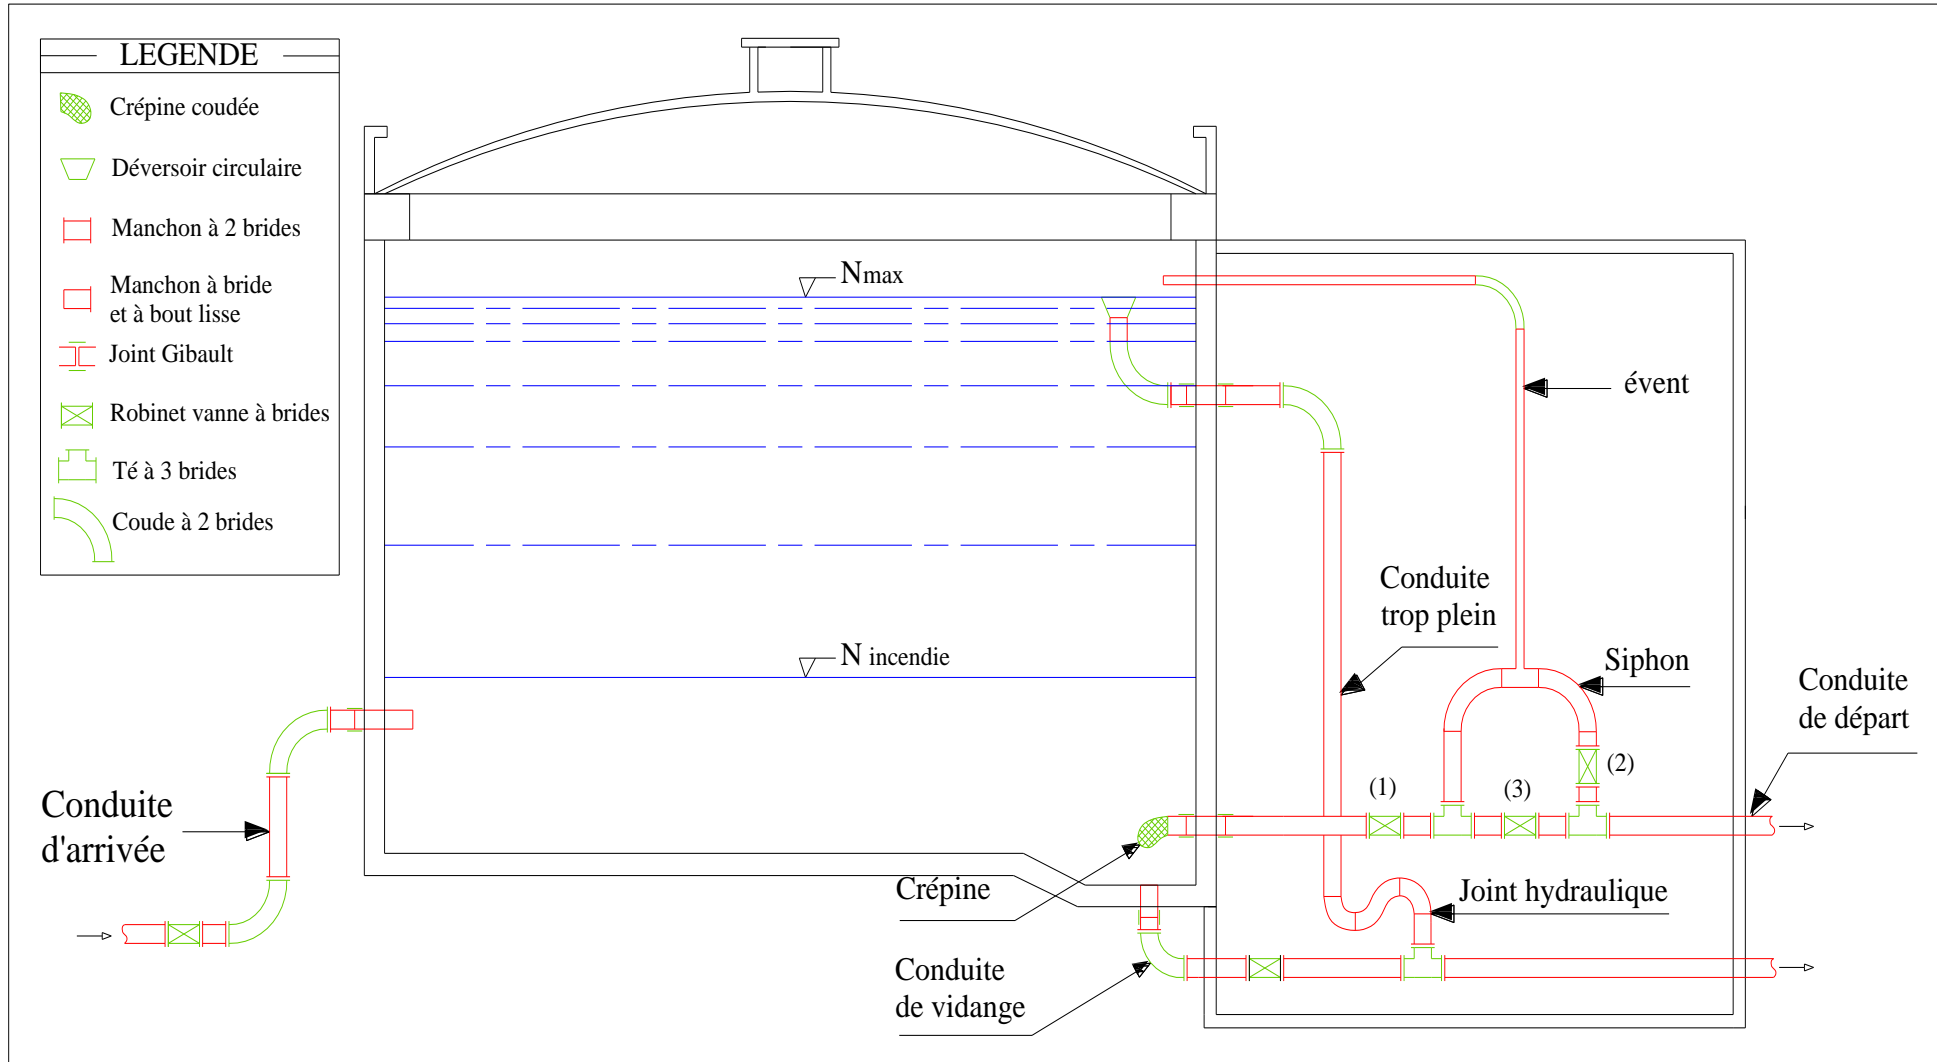 LEGENDE
Crépine coudée
Déversoir circulaire
Manchon à 2 brides
Manchon à bride
et à bout lisse
Joint Gibault
Robinet vanne à brides
Té à 3 brides
Coude à 2 brides
Nmax
évent
Conduite
trop plein
N incendie
Siphon
Conduite
de départ
(2)
(1)
(3)
Conduite
d'arrivée
Crépine
Joint hydraulique
Conduite
de vidange